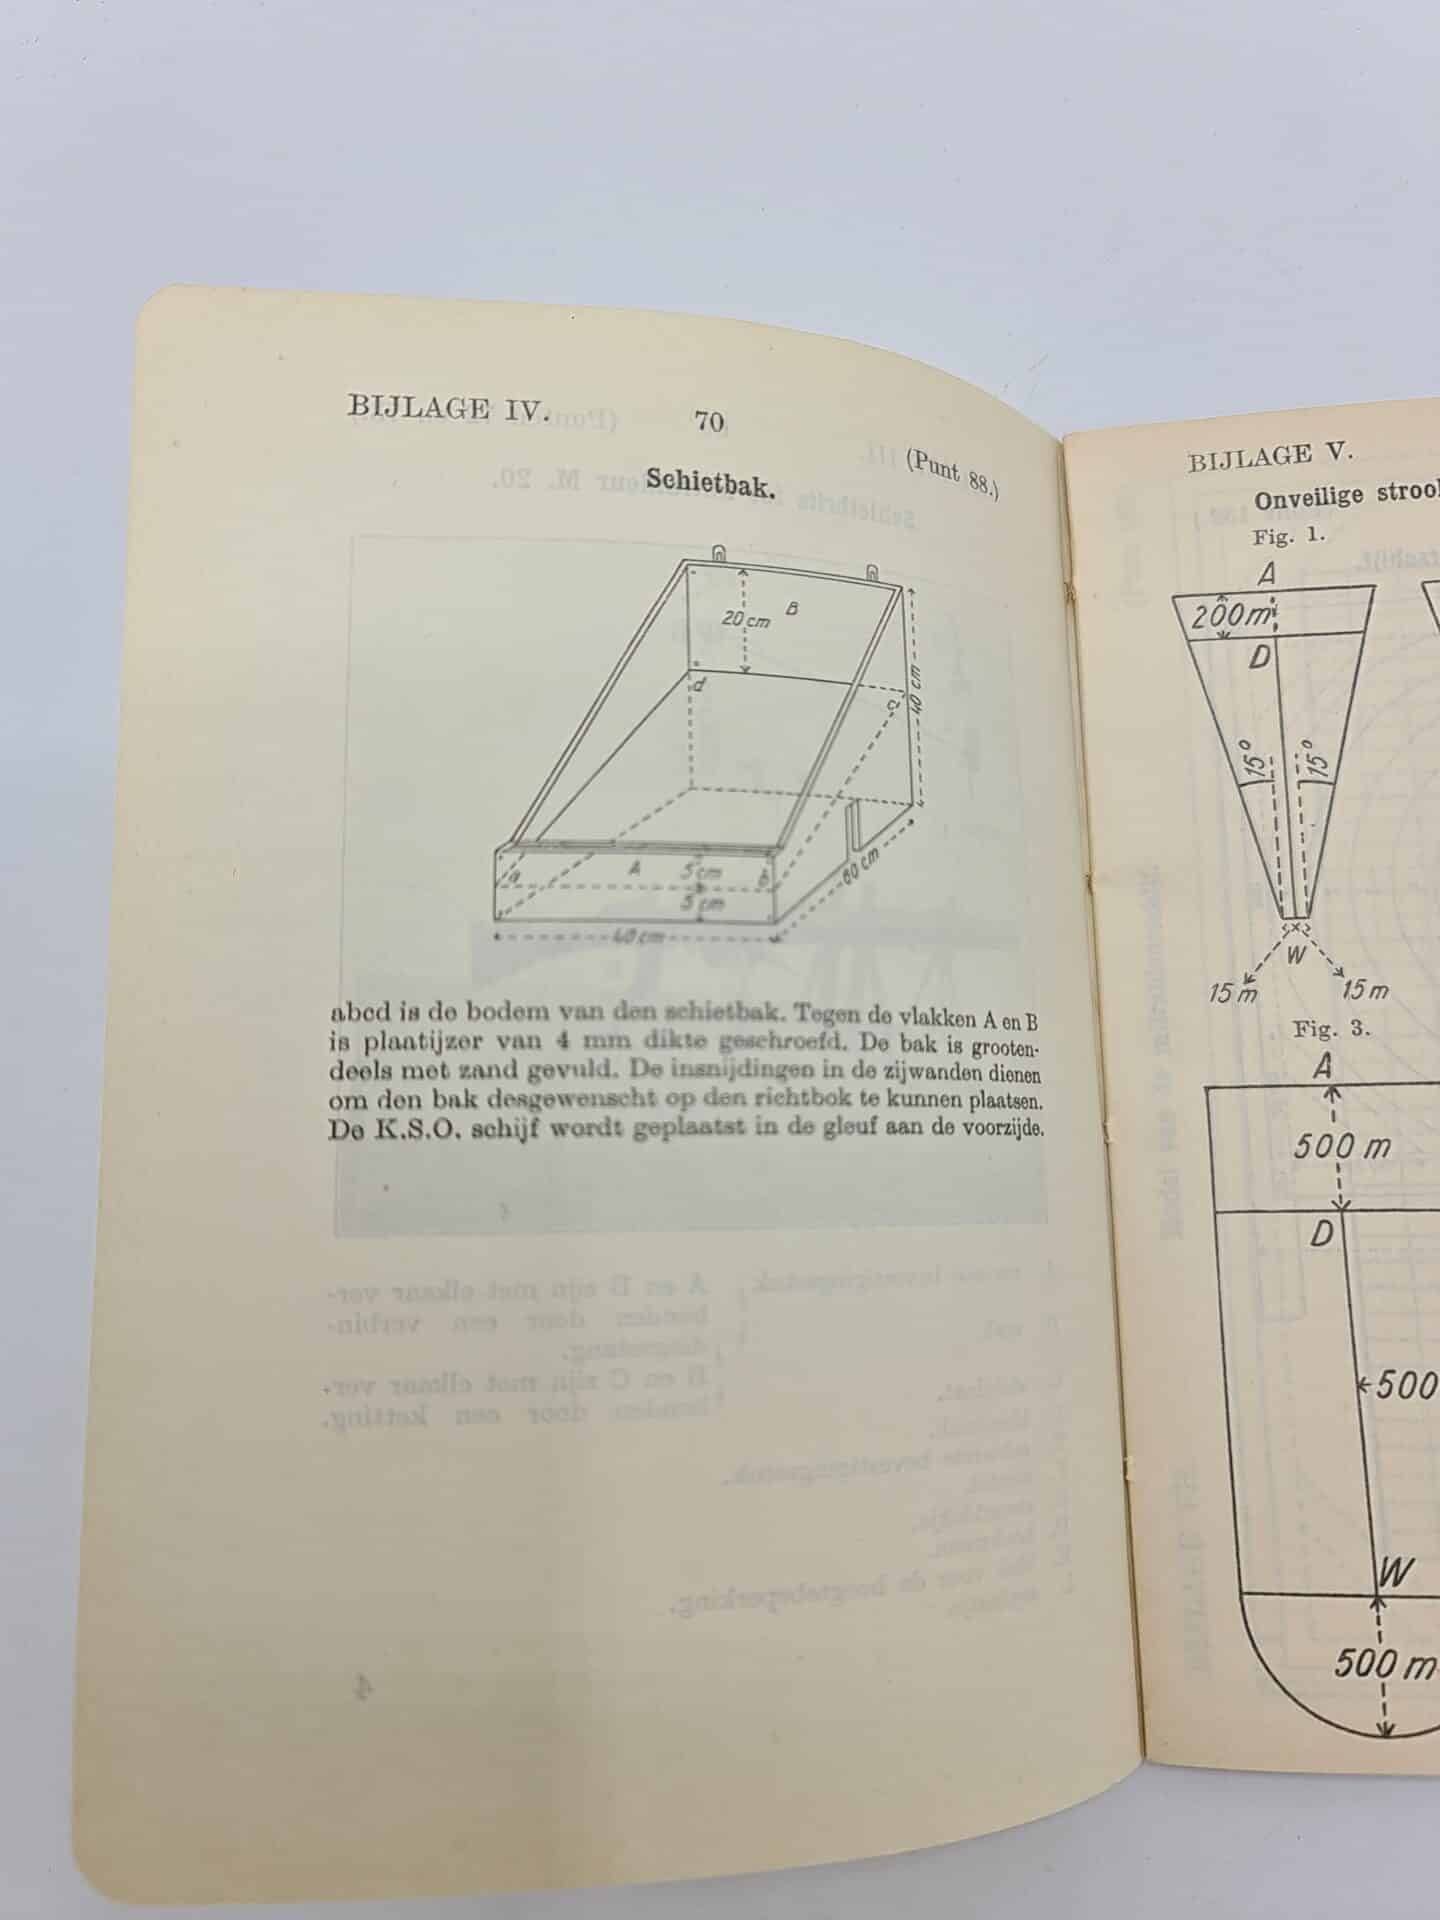 BIJLAGE IV.
70
(Punt 88.)
Schietbak.
B
20 cm
40 cm
d
c
A
a
b
5 cm
5 cm
60 cm
40 cm
abcd is de bodem van den schietbak. Tegen de vlakken A en B
is plaatijzer van 4 mm dikte geschroefd. De bak is grooten-
deels met zand gevuld. De insnijdingen in de zijwanden dienen
om den bak desgewenscht op den richtbok te kunnen plaatsen.
De K.S.O. schijf wordt geplaatst in de gleuf aan de voorzijde.
BIJLAGE V.
Onveilige
Fig. 1.
A
200m
D
15°
15°
W
15 m
15 m
Fig. 3.
A
500 m
D
500
W
500 m